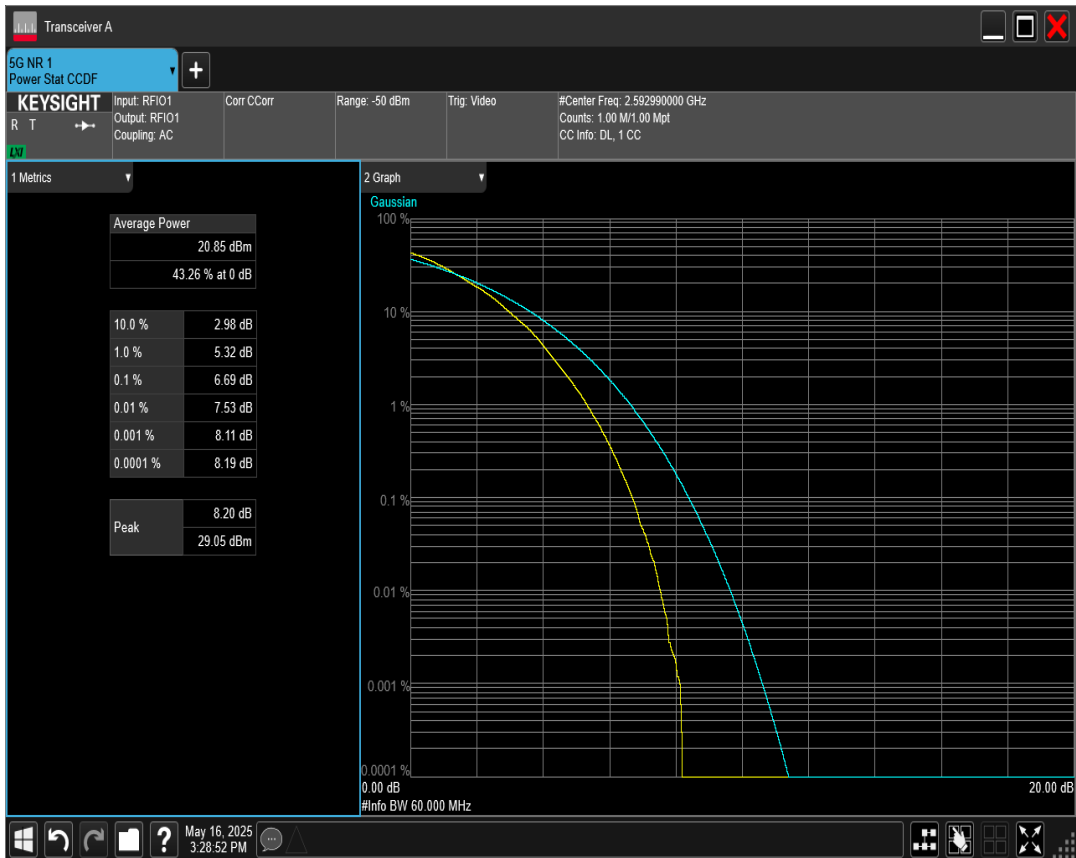 Transceiver A
5G NR 1
Power Stat CCDF
+
KEYSIGHT
R T
LXI
Input: RFIO1
Output: RFIO1
Coupling: AC
Corr CCorr
Range: -50 dBm
Trig: Video
#Center Freq: 2.592990000 GHz
Counts: 1.00 M/1.00 Mpt
CC Info: DL, 1 CC
1 Metrics
Average Power
20.85 dBm
43.26 % at 0 dB
10.0 % 2.98 dB
1.0 % 5.32 dB
0.1 % 6.69 dB
0.01 % 7.53 dB
0.001 % 8.11 dB
0.0001 % 8.19 dB
Peak
8.20 dB
29.05 dBm
2 Graph
Gaussian
100 %
10 %
1 %
0.1 %
0.01 %
0.001 %
0.0001 %
0.00 dB 20.00 dB
#Info BW 60.000 MHz
?
May 16, 2025
3:28:52 PM